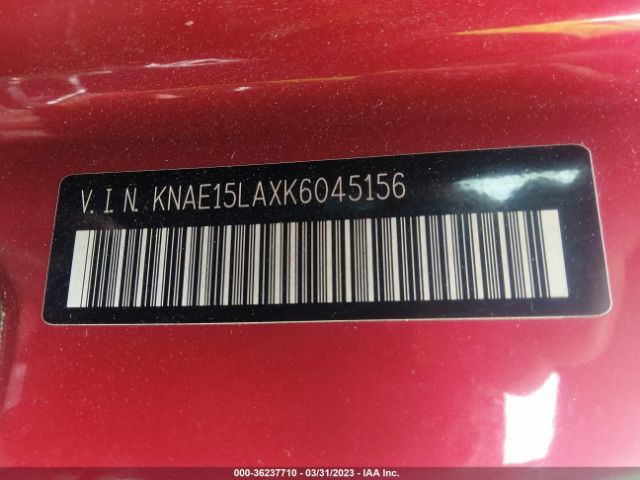 V.I.N. KNAE15LAXK6045156
000-36237710 - 03/31/2023 - IAA Inc.